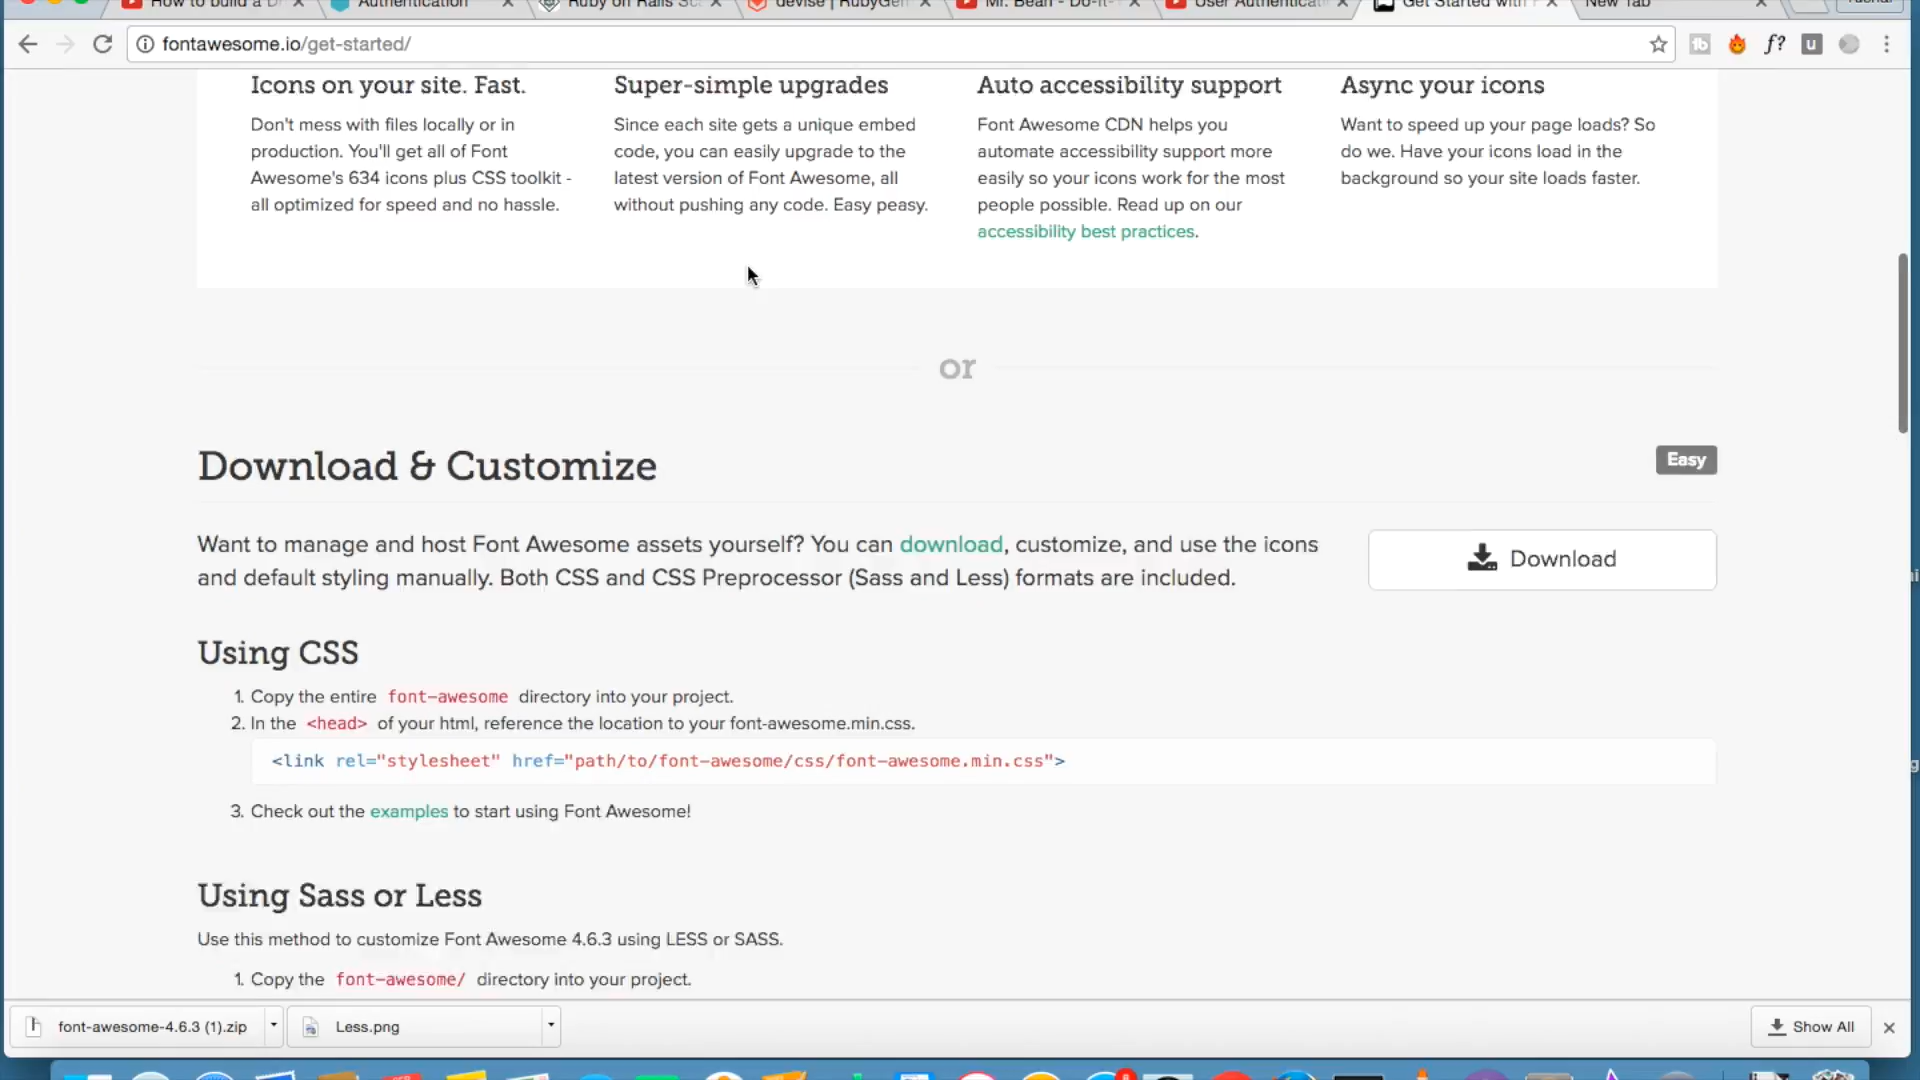 How to build a D
Authentication
Ruby on Rails Sc
devise | RubyGem
Mr. Bean - Do-It-
User Authenticat
Get Started with F
New Tab
fontawesome.io/get-started/
tb
f?
u
Icons on your site. Fast.
Don't mess with files locally or in
production. You'll get all of Font
Awesome's 634 icons plus CSS toolkit -
all optimized for speed and no hassle.
Super-simple upgrades
Since each site gets a unique embed
code, you can easily upgrade to the
latest version of Font Awesome, all
without pushing any code. Easy peasy.
Auto accessibility support
Font Awesome CDN helps you
automate accessibility support more
easily so your icons work for the most
people possible. Read up on our
accessibility best practices.
Async your icons
Want to speed up your page loads? So
do we. Have your icons load in the
background so your site loads faster.
or
Download & Customize
Easy
Want to manage and host Font Awesome assets yourself? You can download, customize, and use the icons
and default styling manually. Both CSS and CSS Preprocessor (Sass and Less) formats are included.
Download
Using CSS
1. Copy the entire font-awesome directory into your project.
2. In the <head> of your html, reference the location to your font-awesome.min.css.
<link rel="stylesheet" href="path/to/font-awesome/css/font-awesome.min.css">
3. Check out the examples to start using Font Awesome!
Using Sass or Less
Use this method to customize Font Awesome 4.6.3 using LESS or SASS.
1. Copy the font-awesome/ directory into your project.
font-awesome-4.6.3 (1).zip
Less.png
Show All